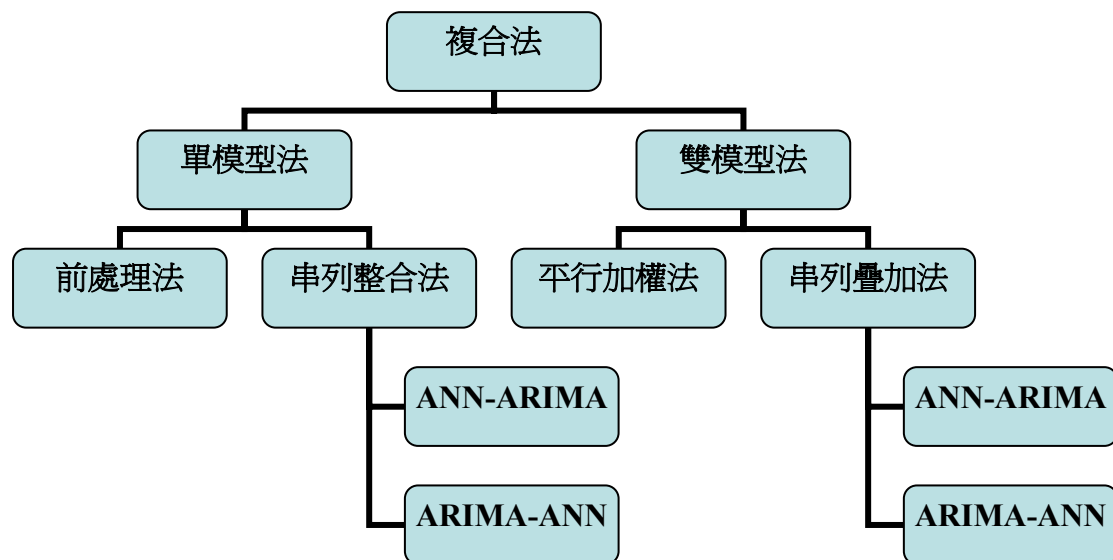 複合法
單模型法
雙模型法
前處理法
串列整合法
平行加權法
串列疊加法
ANN-ARIMA
ANN-ARIMA
ARIMA-ANN
ARIMA-ANN